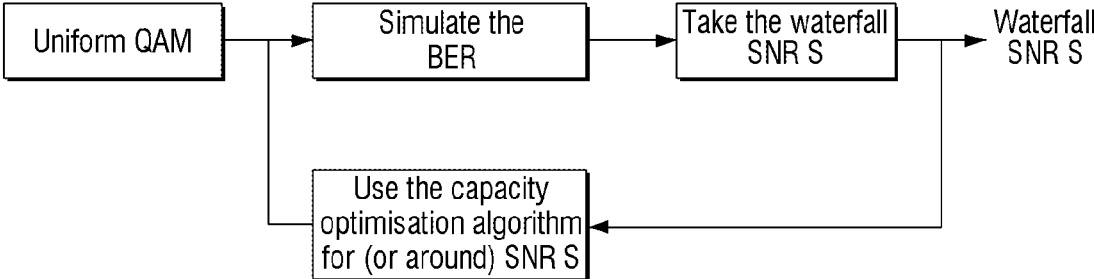 Uniform QAM
Simulate the
BER
Take the waterfall
SNR S
Waterfall
SNR S
Use the capacity
optimisation algorithm
for (or around) SNR S